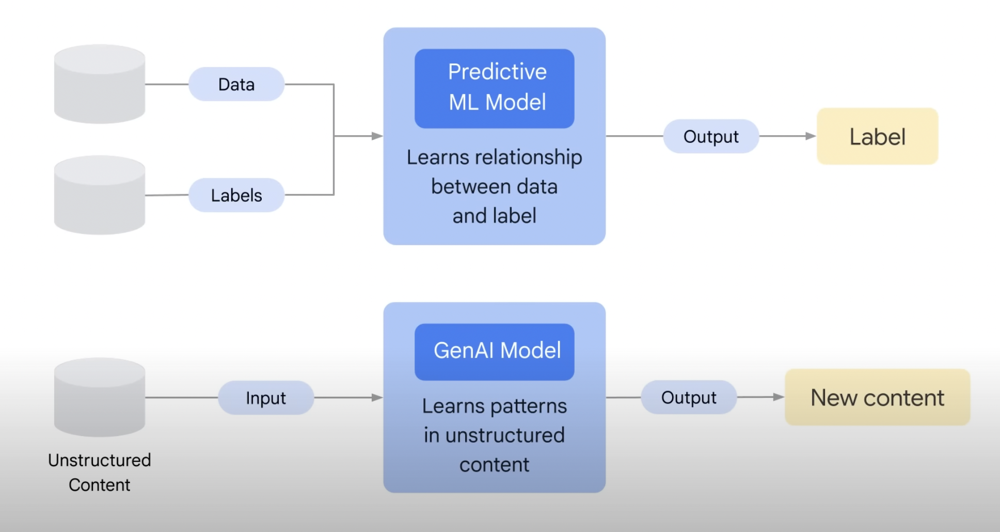 Data
Labels
Predictive
ML Model
Learns relationship
between data
and label
Output
Label
Unstructured
Content
Input
GenAI Model
Learns patterns
in unstructured
content
Output
New content